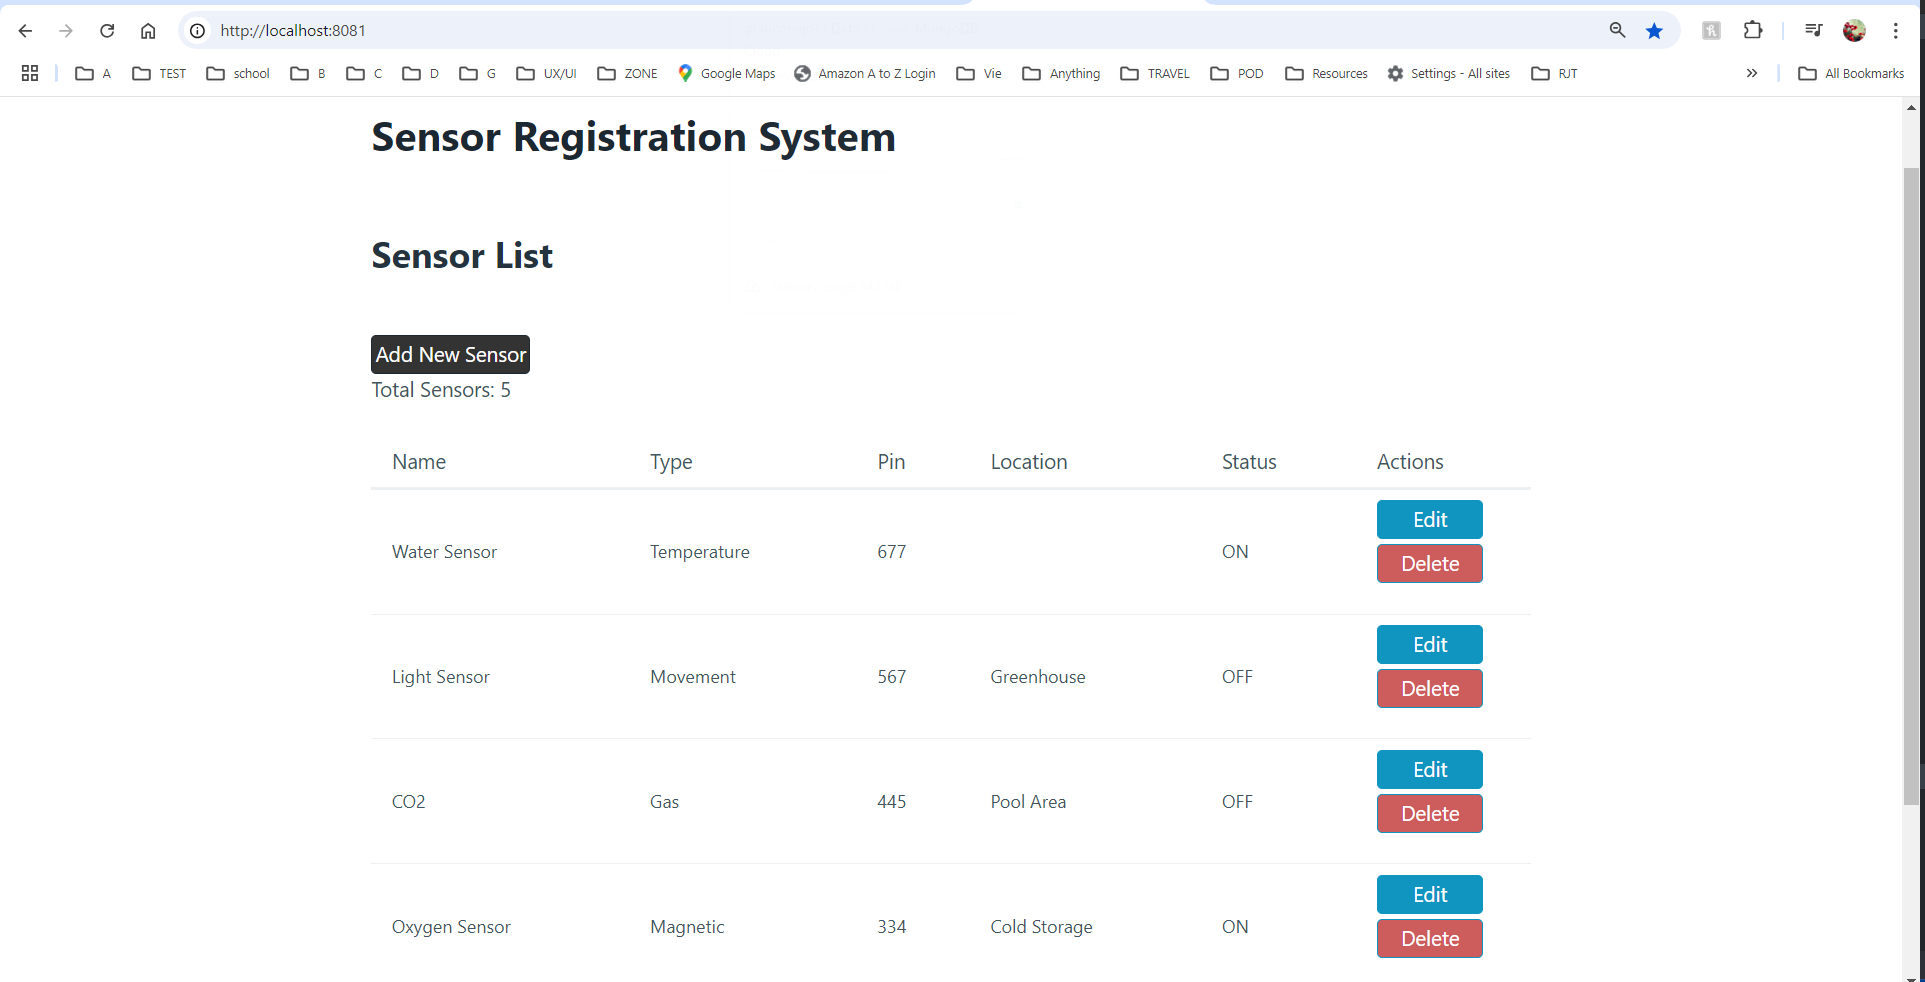 http://localhost:8081
A TEST school B C D G UX/UI ZONE Google Maps Amazon A to Z Login Vie Anything TRAVEL POD Resources Settings - All sites RJT » All Bookmarks
Sensor Registration System
Sensor List
Add New Sensor
Total Sensors: 5
Name Type Pin Location Status Actions
Water Sensor Temperature 677 ON Edit
Delete
Light Sensor Movement 567 Greenhouse OFF Edit
Delete
CO2 Gas 445 Pool Area OFF Edit
Delete
Oxygen Sensor Magnetic 334 Cold Storage ON Edit
Delete